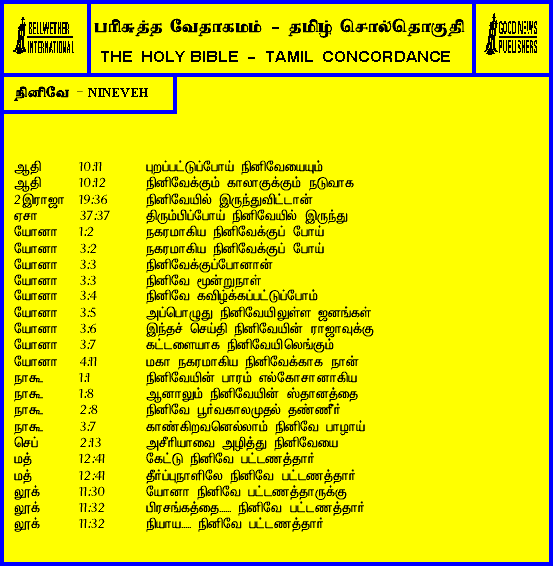 BELLWETHER
INTERNATIONAL
பரிசுத்த வேதாகமம் - தமிழ் சொல்தொகுதி
THE HOLY BIBLE - TAMIL CONCORDANCE
GOOD NEWS
PUBLISHERS
நினிவே - NINEVEH
ஆதி 10:11 புறப்பட்டுப்போய் நினிவேயையும்
ஆதி 10:12 நினிவேக்கும் காலாகுக்கும் நடுவாக
2இராஜா 19:36 நினிவேயில் இருந்துவிட்டான்
ஏசா 37:37 திரும்பிப்போய் நினிவேயில் இருந்து
யோனா 1:2 நகரமாகிய நினிவேக்குப் போய்
யோனா 3:2 நகரமாகிய நினிவேக்குப் போய்
யோனா 3:3 நினிவேக்குப்போனான்
யோனா 3:3 நினிவே மூன்றுநாள்
யோனா 3:4 நினிவே கவிழ்க்கப்பட்டுப்போம்
யோனா 3:5 அப்பொழுது நினிவேயிலுள்ள ஜனங்கள்
யோனா 3:6 இந்தச் செய்தி நினிவேயின் ராஜாவுக்கு
யோனா 3:7 கட்டளையாக நினிவேயிலெங்கும்
யோனா 4:11 மகா நகரமாகிய நினிவேக்காக நான்
நாகூ 1:1 நினிவேயின் பாரம் எல்கோசானாகிய
நாகூ 1:8 ஆனாலும் நினிவேயின் ஸ்தானத்தை
நாகூ 2:8 நினிவே பூர்வகாலமுதல் தண்ணீர்
நாகூ 3:7 காண்கிறவனெல்லாம் நினிவே பாழாய்
செப் 2:13 அசீரியாவை அழித்து நினிவேயை
மத் 12:41 கேட்டு நினிவே பட்டணத்தார்
மத் 12:41 தீர்ப்புநாளிலே நினிவே பட்டணத்தார்
லூக் 11:30 யோனா நினிவே பட்டணத்தாருக்கு
லூக் 11:32 பிரசங்கத்தை..... நினிவே பட்டணத்தார்
லூக் 11:32 நியாய..... நினிவே பட்டணத்தார்